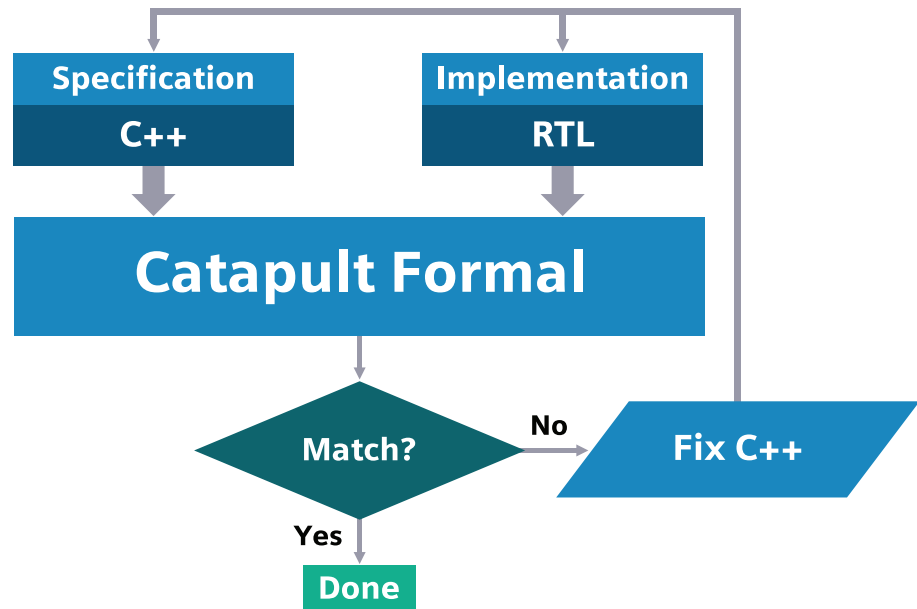 Specification
C++
Implementation
RTL
Catapult Formal
Match?
No
Fix C++
Yes
Done